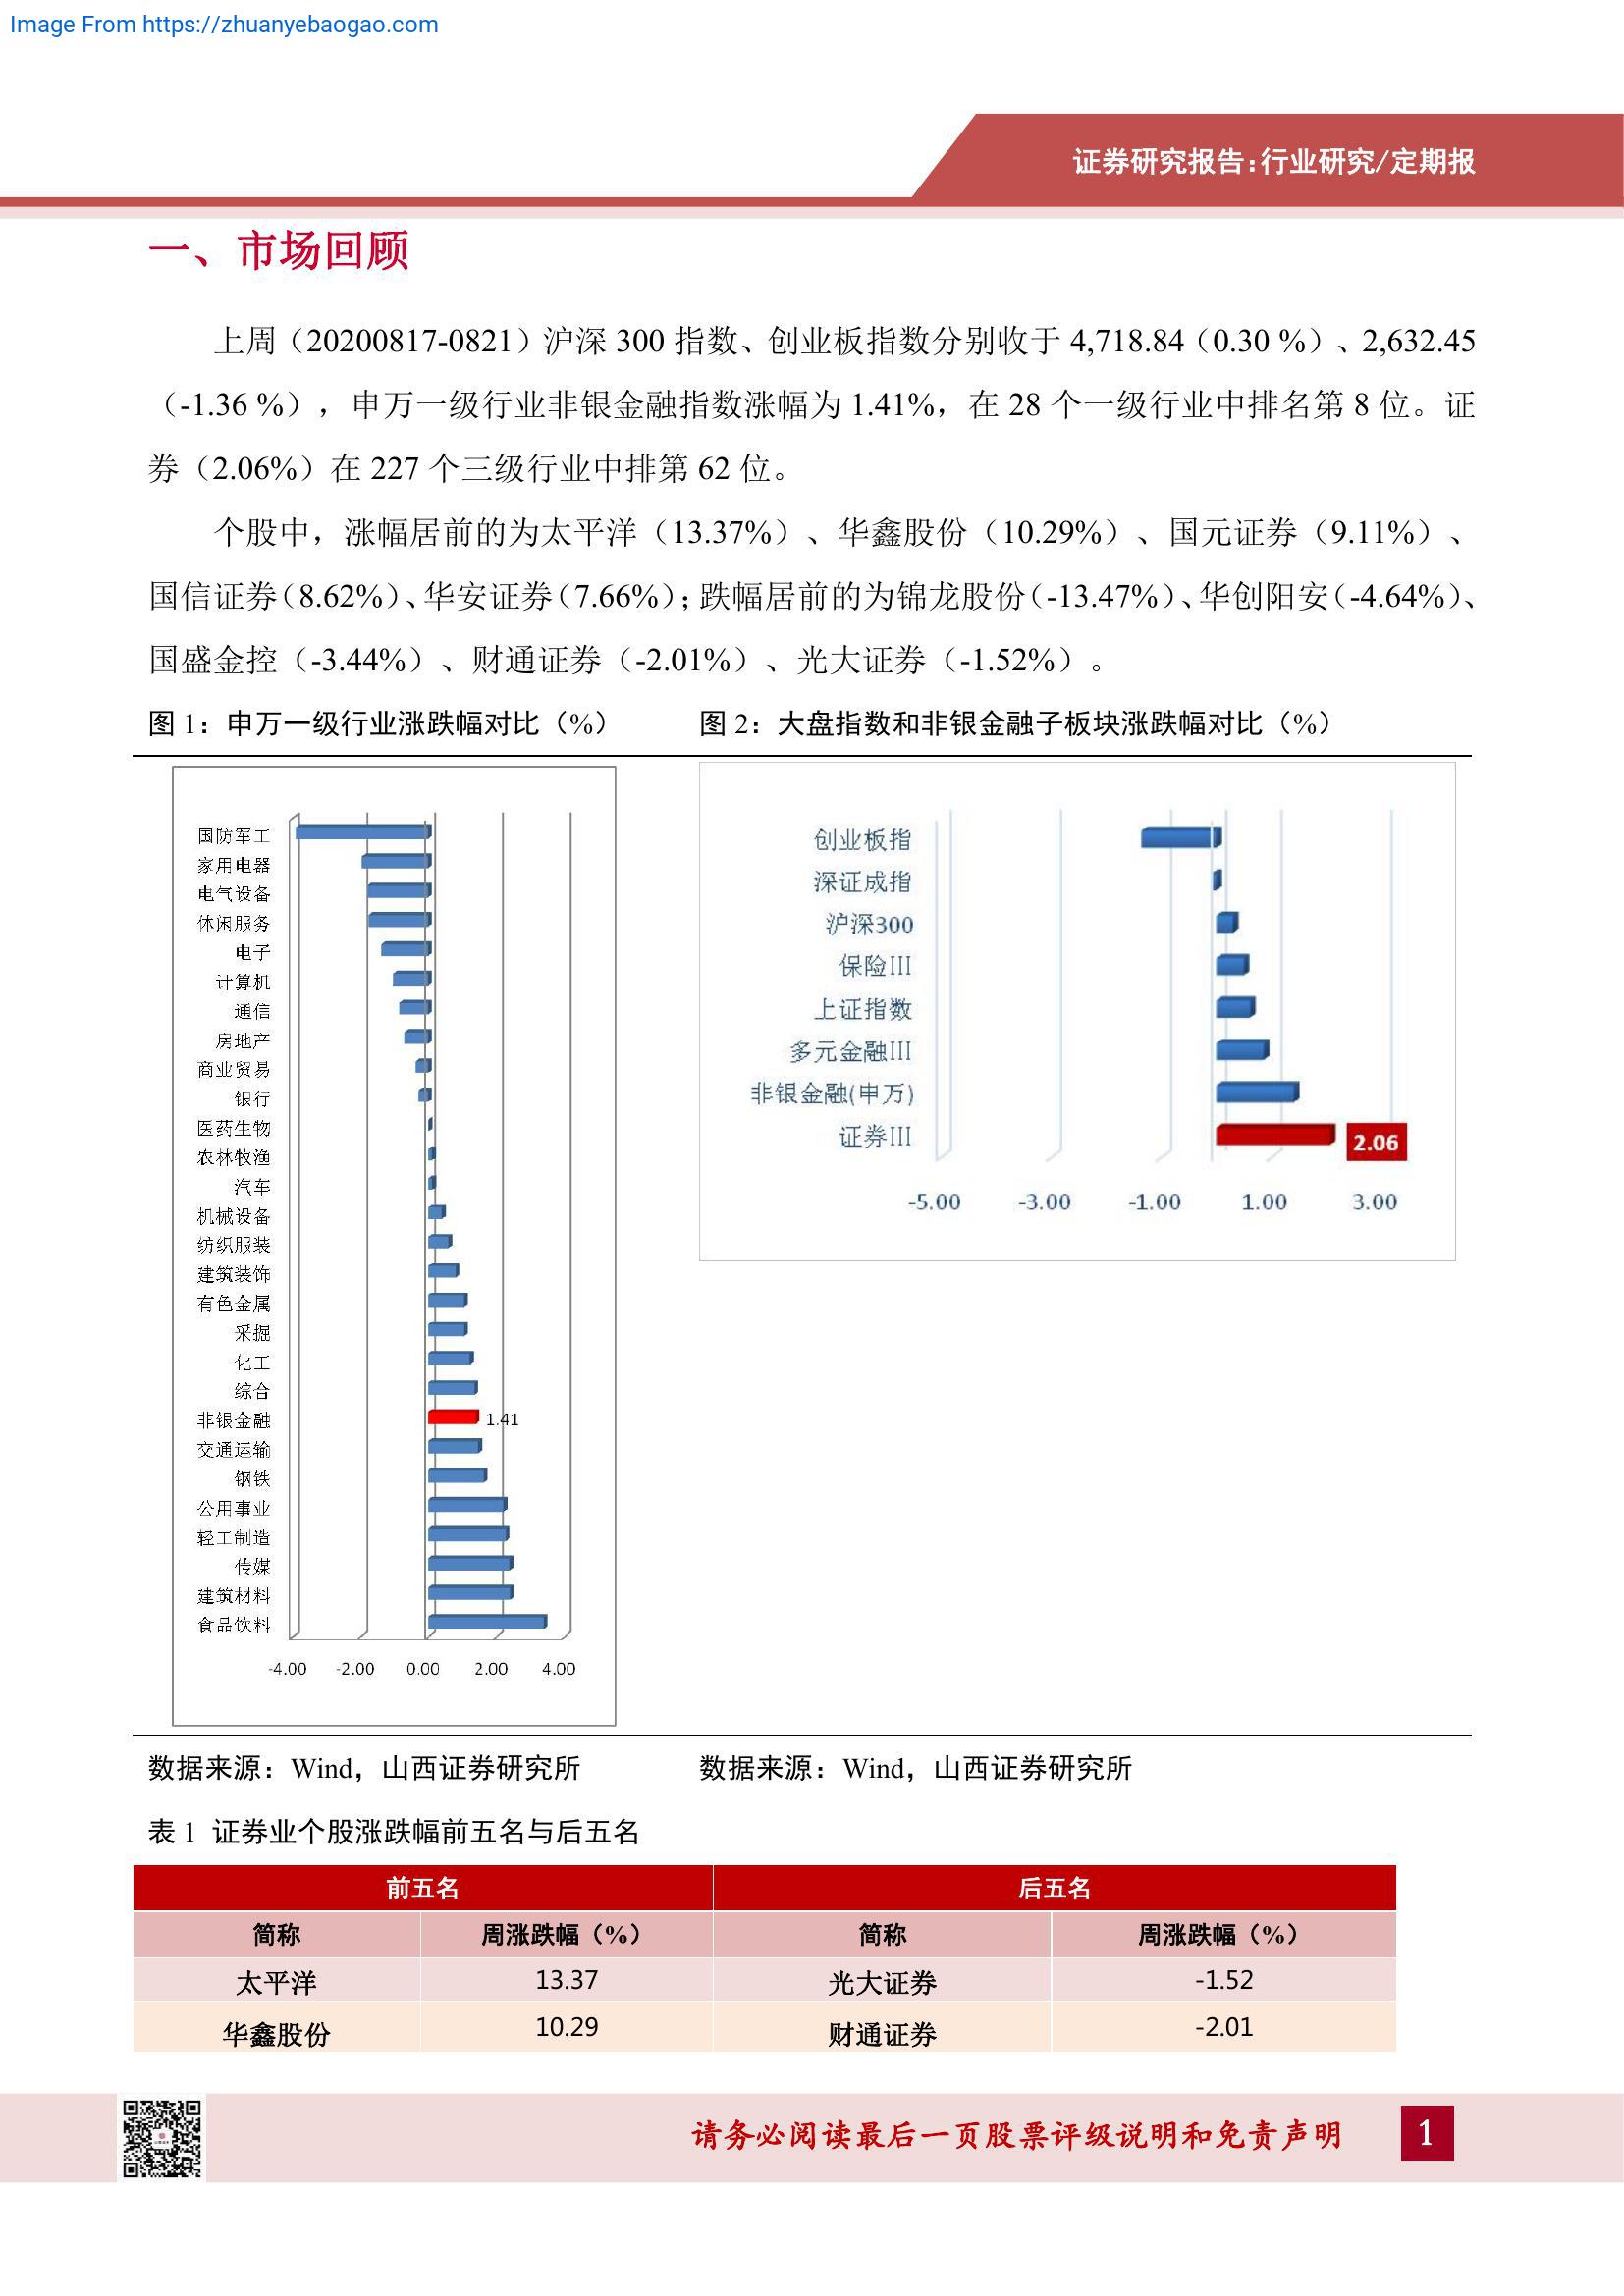 Image From https://zhuanyebaogao.com
证券研究报告:行业研究/定期报
一、市场回顾
上周（20200817-0821）沪深 300 指数、创业板指数分别收于 4,718.84（0.30 %）、2,632.45
（-1.36 %），申万一级行业非银金融指数涨幅为 1.41%，在 28 个一级行业中排名第 8 位。证
券（2.06%）在 227 个三级行业中排第 62 位。
个股中，涨幅居前的为太平洋（13.37%）、华鑫股份（10.29%）、国元证券（9.11%）、
国信证券（8.62%）、华安证券（7.66%）；跌幅居前的为锦龙股份（-13.47%）、华创阳安（-4.64%）、
国盛金控（-3.44%）、财通证券（-2.01%）、光大证券（-1.52%）。
图 1：申万一级行业涨跌幅对比（%）
国防军工
家用电器
电气设备
休闲服务
电子
计算机
通信
房地产
商业贸易
银行
医药生物
农林牧渔
汽车
机械设备
纺织服装
建筑装饰
有色金属
采掘
化工
综合
非银金融 1.41
交通运输
钢铁
公用事业
轻工制造
传媒
建筑材料
食品饮料
-4.00 -2.00 0.00 2.00 4.00
数据来源：Wind，山西证券研究所
图 2：大盘指数和非银金融子板块涨跌幅对比（%）
创业板指
深证成指
沪深300
保险III
上证指数
多元金融III
非银金融(申万)
证券III 2.06
-5.00 -3.00 -1.00 1.00 3.00
数据来源：Wind，山西证券研究所
表 1 证券业个股涨跌幅前五名与后五名
前五名 后五名
简称 周涨跌幅（%） 简称 周涨跌幅（%）
太平洋 13.37 光大证券 -1.52
华鑫股份 10.29 财通证券 -2.01
请务必阅读最后一页股票评级说明和免责声明 1